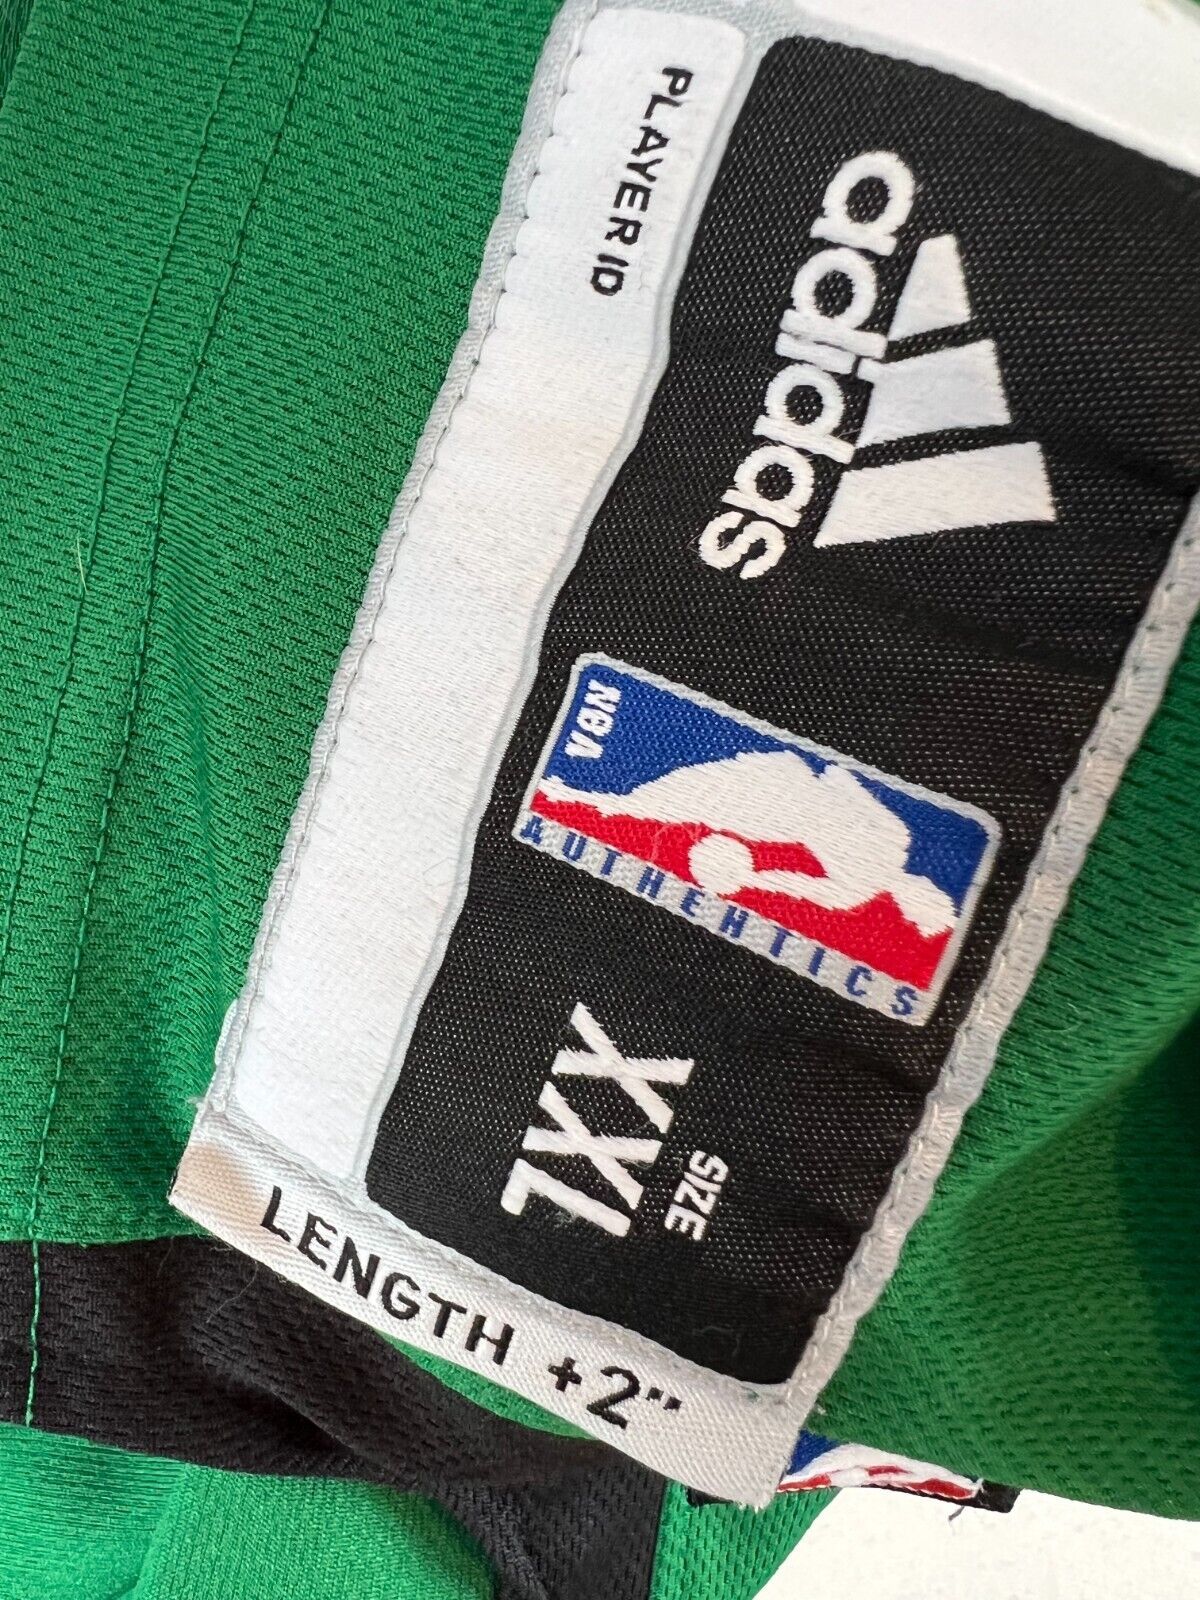 PLAYER ID
adidas
NBA
AUTHENTICS
XXL
SIZE
LENGTH +2"